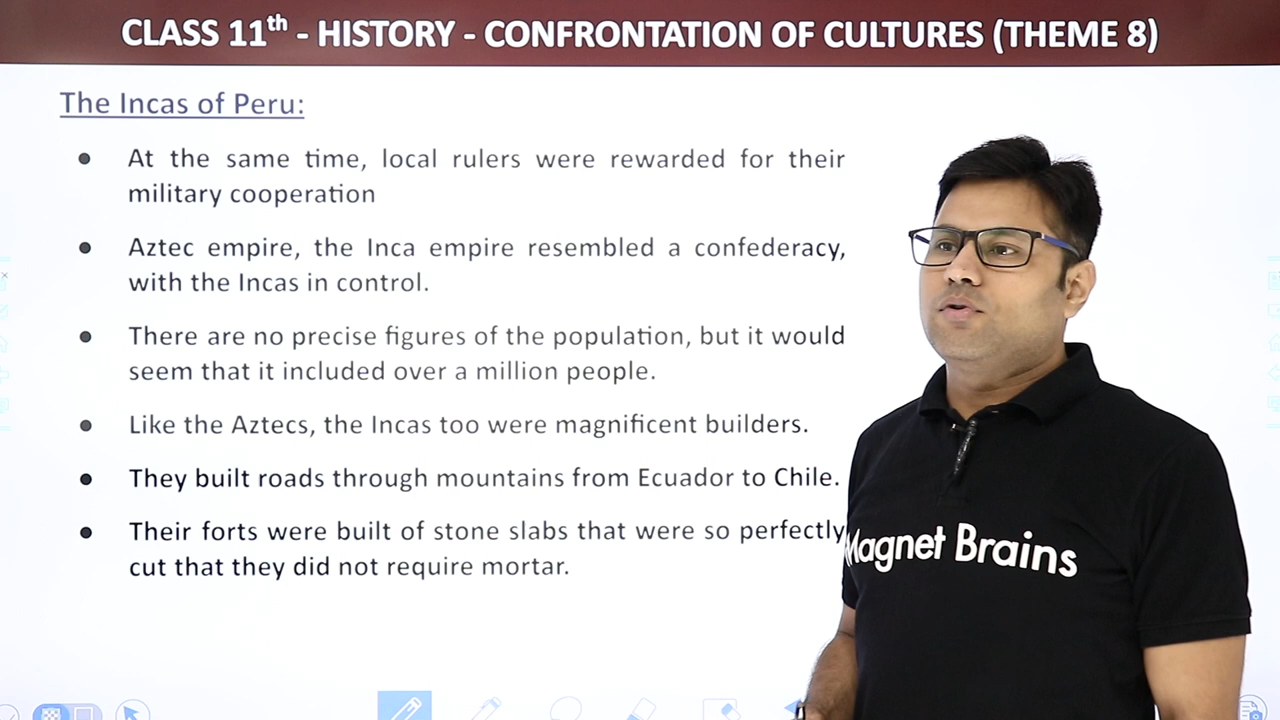 CLASS 11th - HISTORY - CONFRONTATION OF CULTURES (THEME 8)
The Incas of Peru:
● At the same time, local rulers were rewarded for their
military cooperation
● Aztec empire, the Inca empire resembled a confederacy,
with the Incas in control.
● There are no precise figures of the population, but it would
seem that it included over a million people.
● Like the Aztecs, the Incas too were magnificent builders.
● They built roads through mountains from Ecuador to Chile.
● Their forts were built of stone slabs that were so perfectly
cut that they did not require mortar.
Magnet Brains